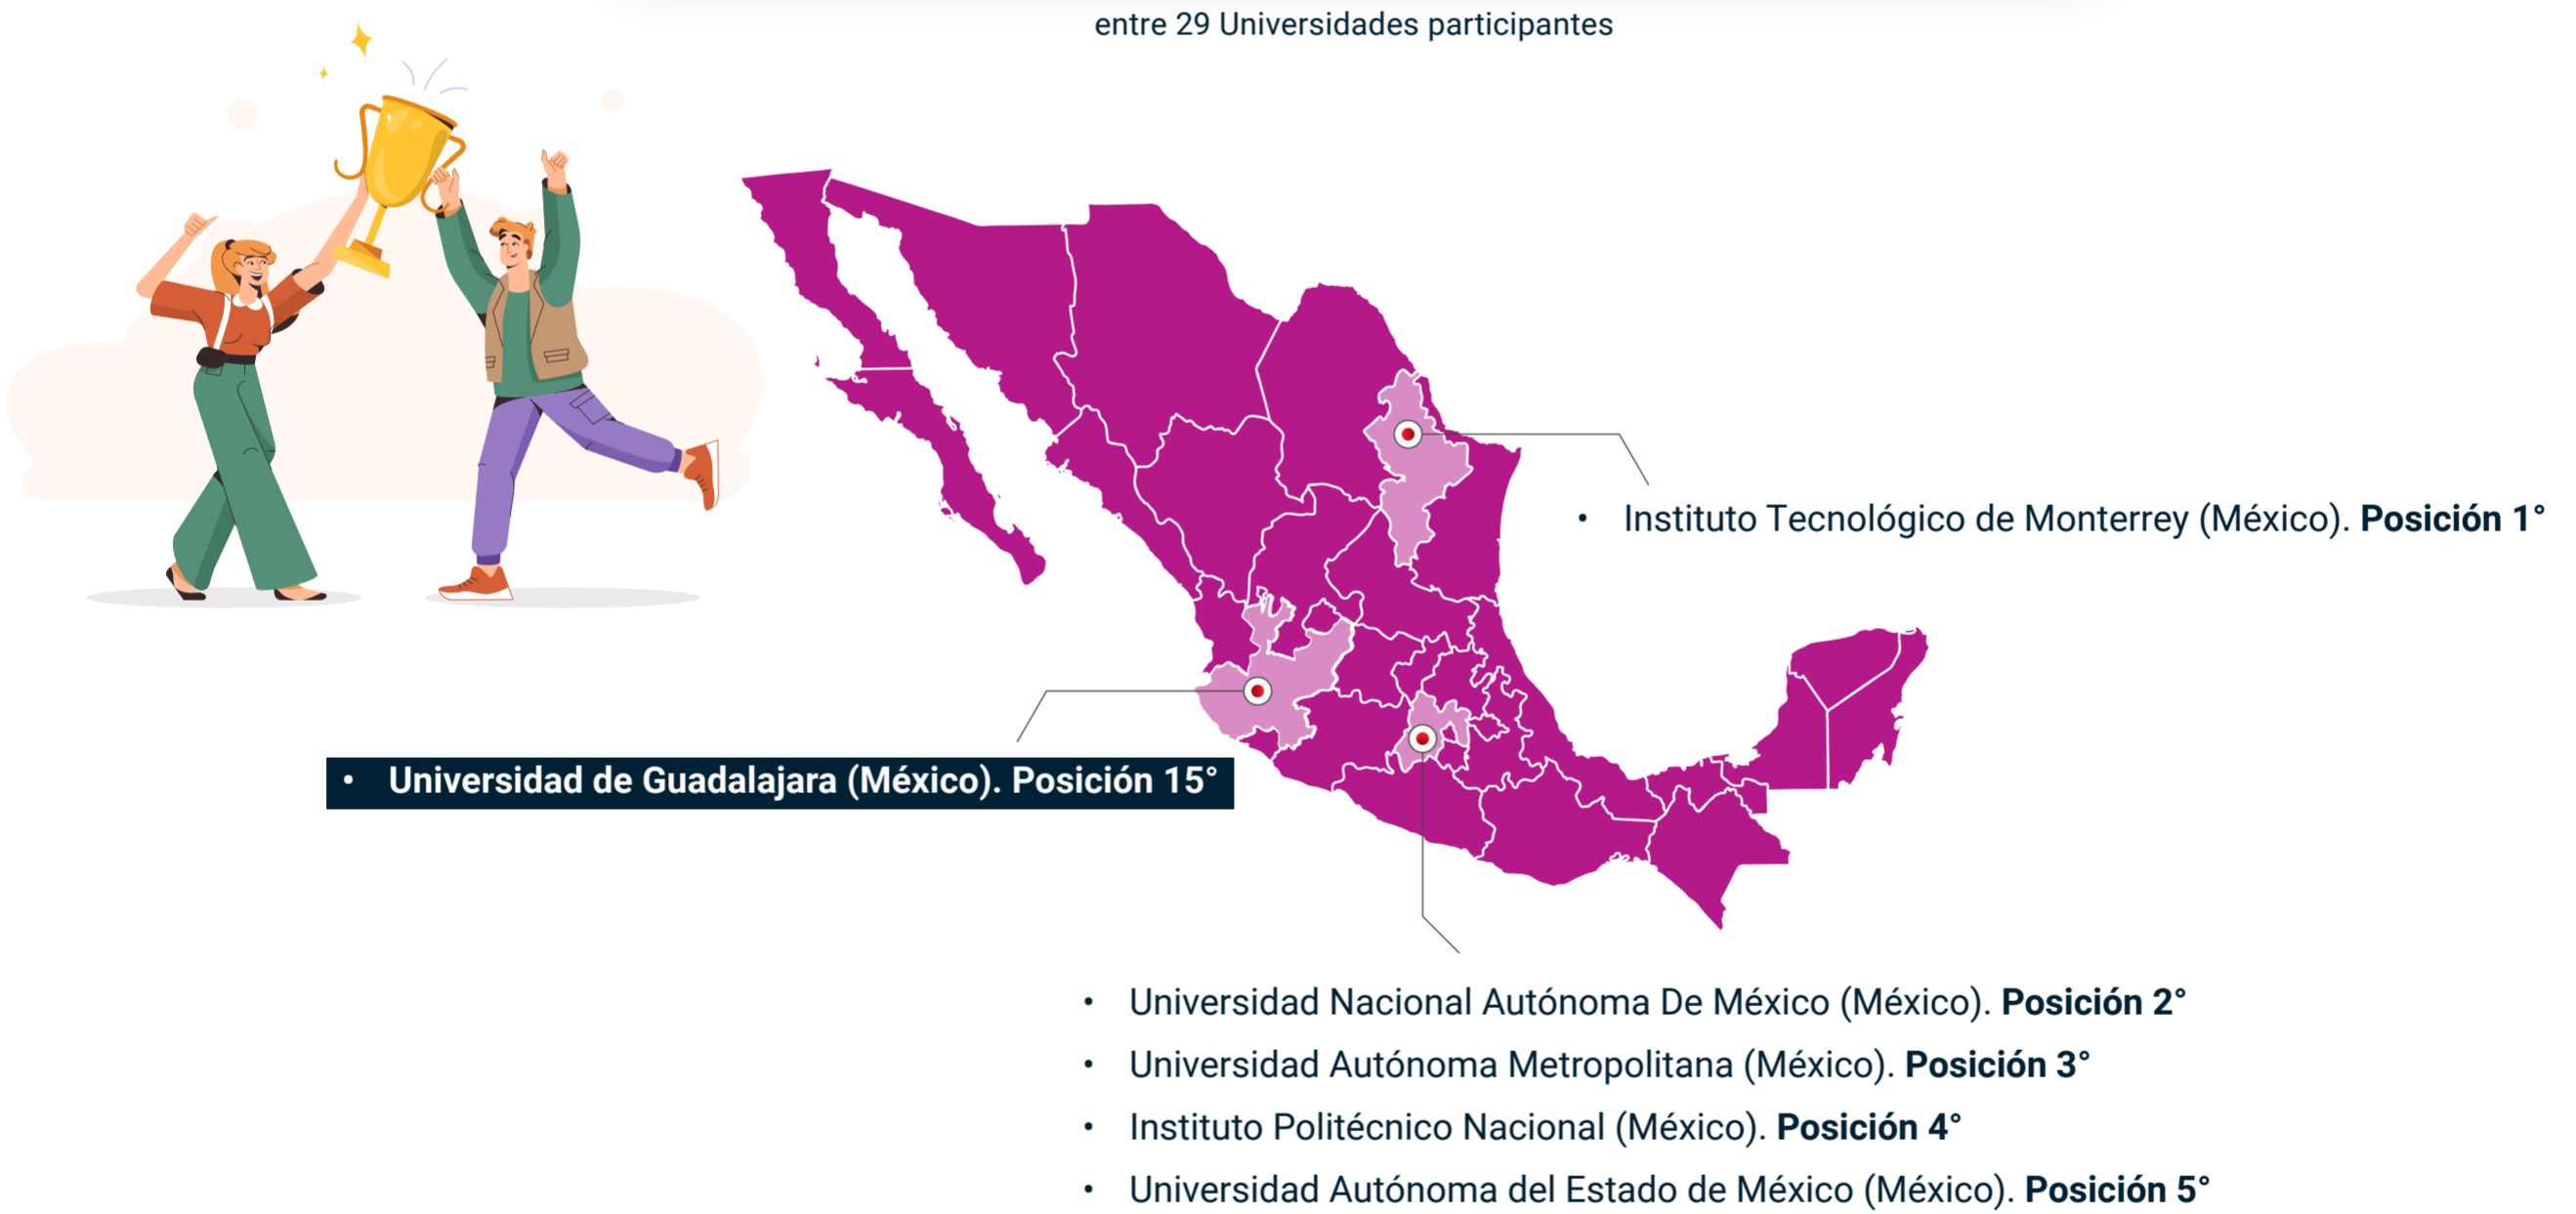 entre 29 Universidades participantes
• Instituto Tecnológico de Monterrey (México). Posición 1°
• Universidad de Guadalajara (México). Posición 15°
• Universidad Nacional Autónoma De México (México). Posición 2°
• Universidad Autónoma Metropolitana (México). Posición 3°
• Instituto Politécnico Nacional (México). Posición 4°
• Universidad Autónoma del Estado de México (México). Posición 5°